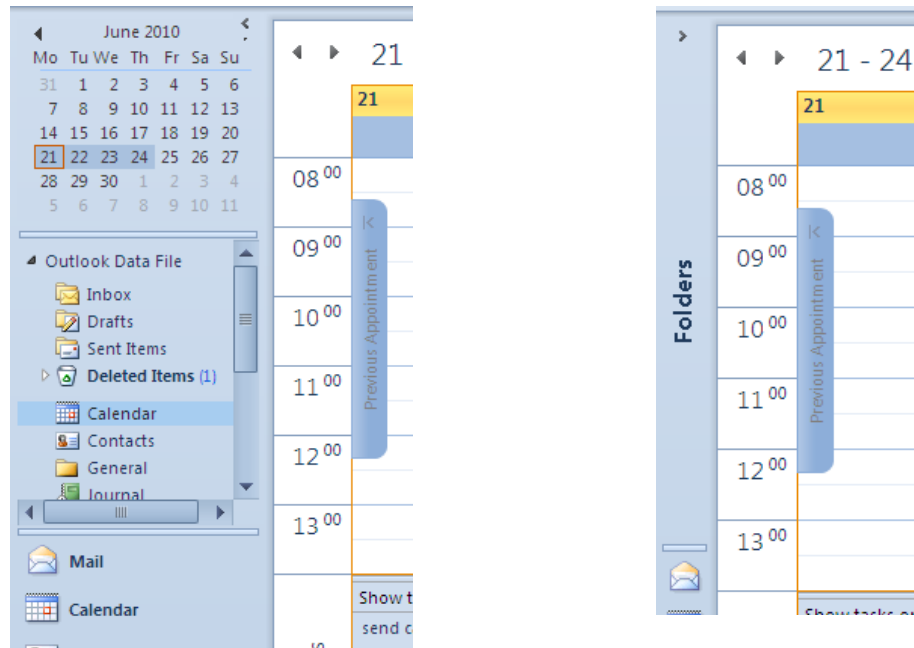 June 2010
Mo Tu We Th Fr Sa Su
31 1 2 3 4 5 6
7 8 9 10 11 12 13
14 15 16 17 18 19 20
21 22 23 24 25 26 27
28 29 30 1 2 3 4
5 6 7 8 9 10 11
Outlook Data File
Inbox
Drafts
Sent Items
Deleted Items (1)
Calendar
Contacts
General
Journal
Mail
Calendar
21
21
08 00
09 00
10 00
11 00
12 00
13 00
Previous Appointment
Show t
send c
Folders
21 - 24
21
08 00
09 00
10 00
11 00
12 00
13 00
Previous Appointment
Show tasks on